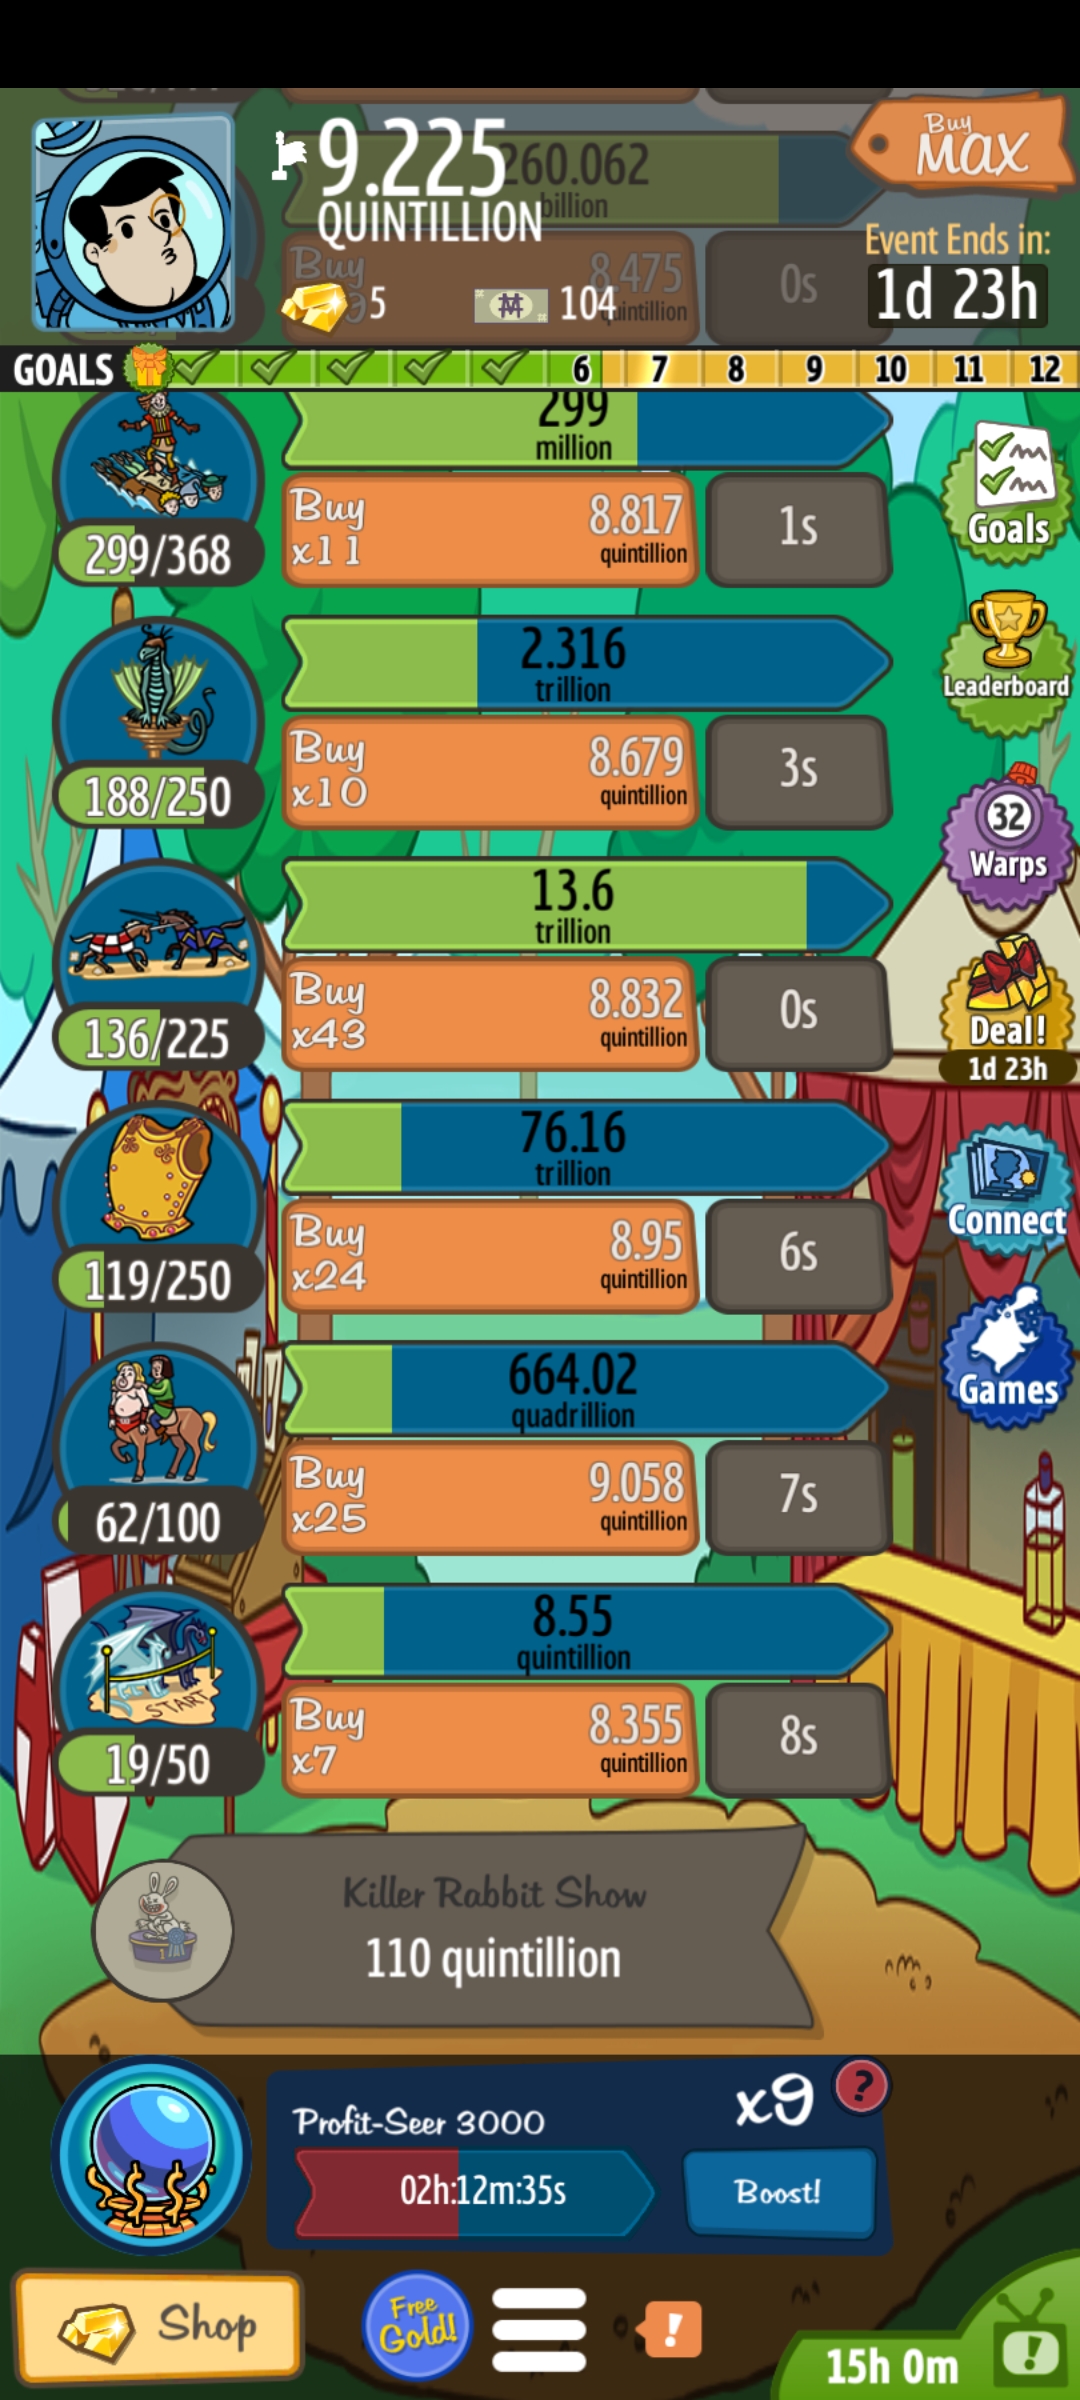 9.225
QUINTILLION
260.062
billion
Buy
MAX
Event Ends in:
1d 23h
Buy
8.475
quintillion
0s
5
104
GOALS
6 7 8 9 10 11 12
299
million
299/368
Buy
x11
8.817
quintillion
1s
Goals
2.316
trillion
188/250
Buy
x10
8.679
quintillion
3s
Leaderboard
32
Warps
13.6
trillion
136/225
Buy
x43
8.832
quintillion
0s
Deal!
1d 23h
76.16
trillion
119/250
Buy
x24
8.95
quintillion
6s
Connect
664.02
quadrillion
62/100
Buy
x25
9.058
quintillion
7s
Games
8.55
quintillion
START
19/50
Buy
x7
8.355
quintillion
8s
Killer Rabbit Show
110 quintillion
1
Profit-Seer 3000
x9
?
02h:12m:35s
Boost!
Shop
Free
Gold!
!
15h 0m
!